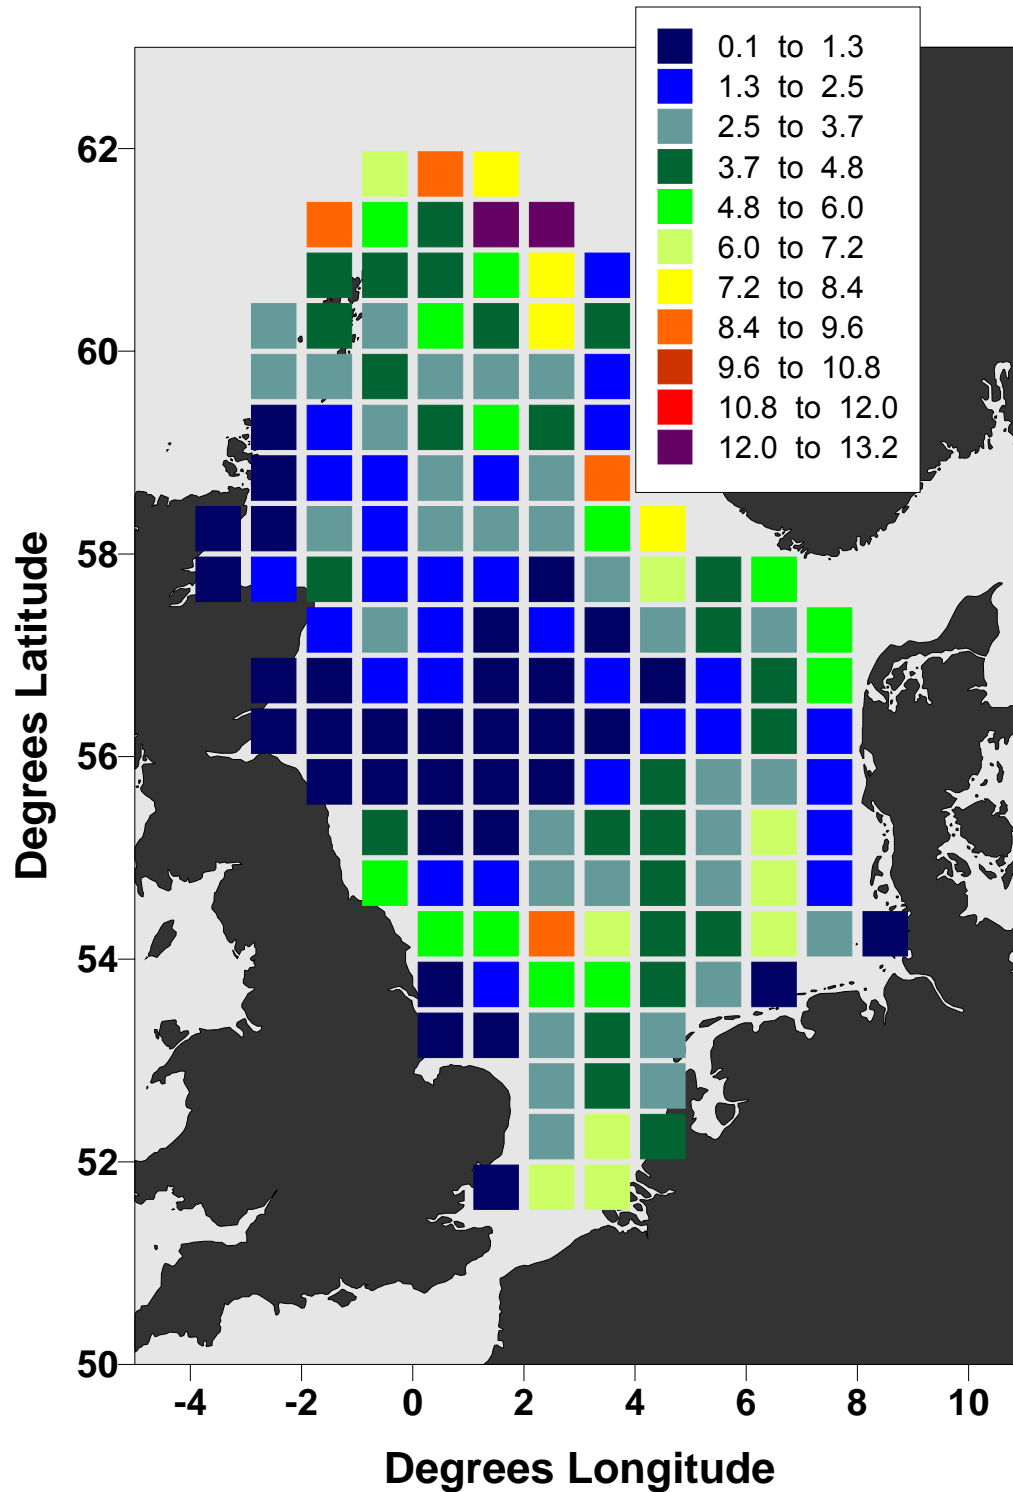 0.1 to 1.3
1.3 to 2.5
2.5 to 3.7
3.7 to 4.8
4.8 to 6.0
6.0 to 7.2
7.2 to 8.4
8.4 to 9.6
9.6 to 10.8
10.8 to 12.0
12.0 to 13.2
62
60
58
56
54
52
50
Degrees Latitude
-4 -2 0 2 4 6 8 10
Degrees Longitude